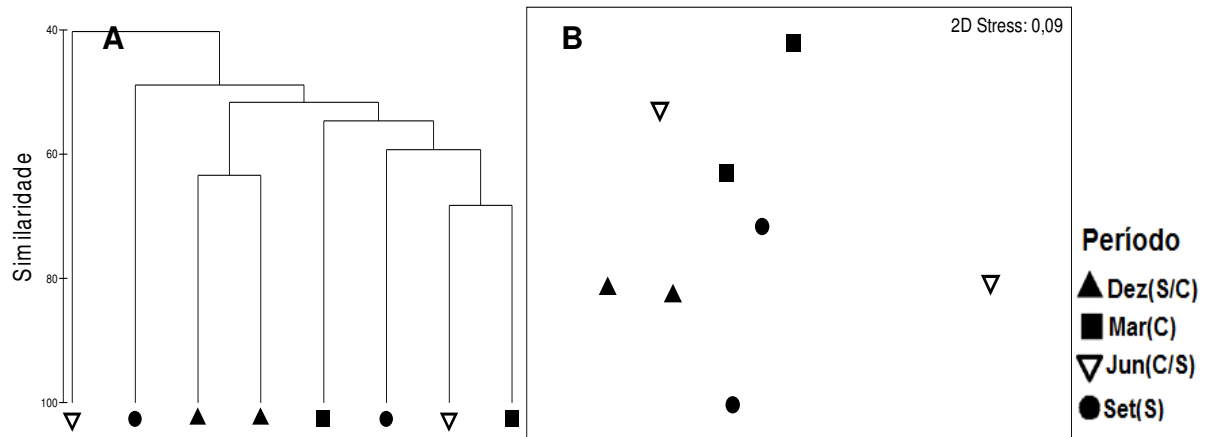 A
40
60
80
100
Similaridade
B
2D Stress: 0,09
Período
Dez(S/C)
Mar(C)
Jun(C/S)
Set(S)